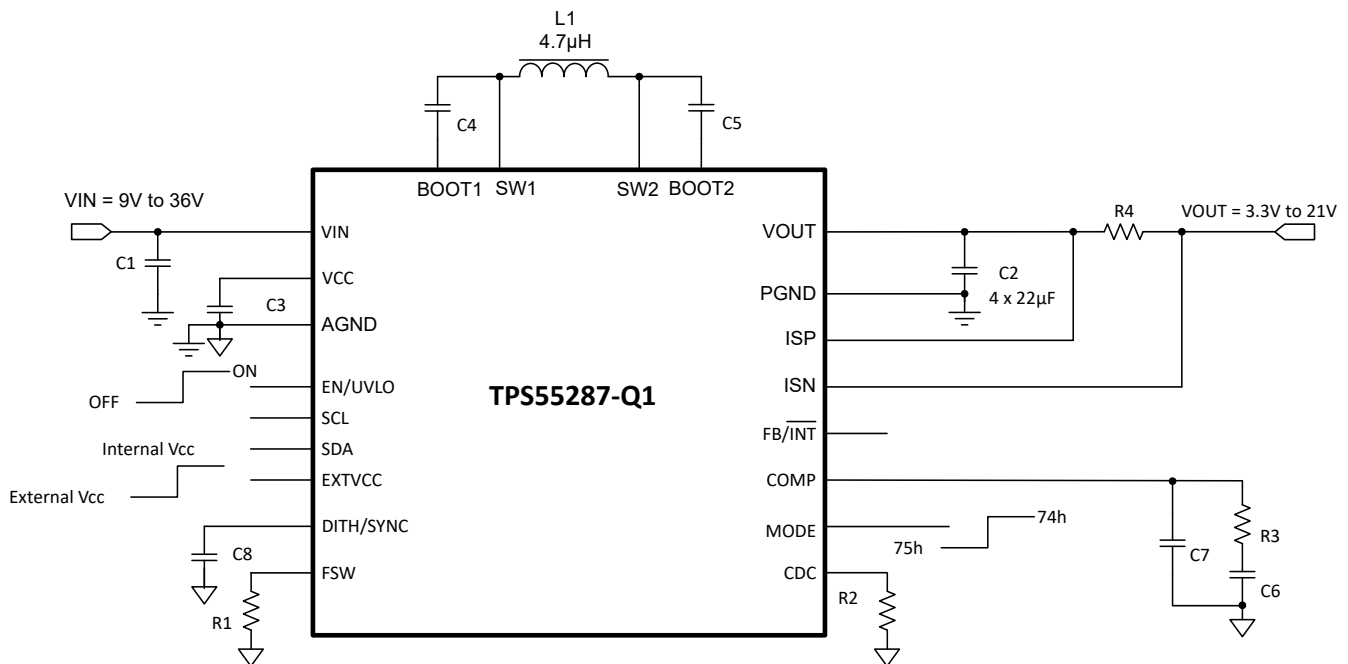 L1
4.7µH
C4
C5
BOOT1
SW1
SW2
BOOT2
VIN = 9V to 36V
R4
VOUT = 3.3V to 21V
VIN
VOUT
C1
VCC
C2
4 x 22µF
PGND
C3
AGND
ISP
ON
EN/UVLO
OFF
TPS55287-Q1
ISN
SCL
FB/INT
Internal Vcc
SDA
COMP
External Vcc
EXTVCC
DITH/SYNC
MODE
74h
75h
R3
C8
C7
FSW
CDC
C6
R1
R2